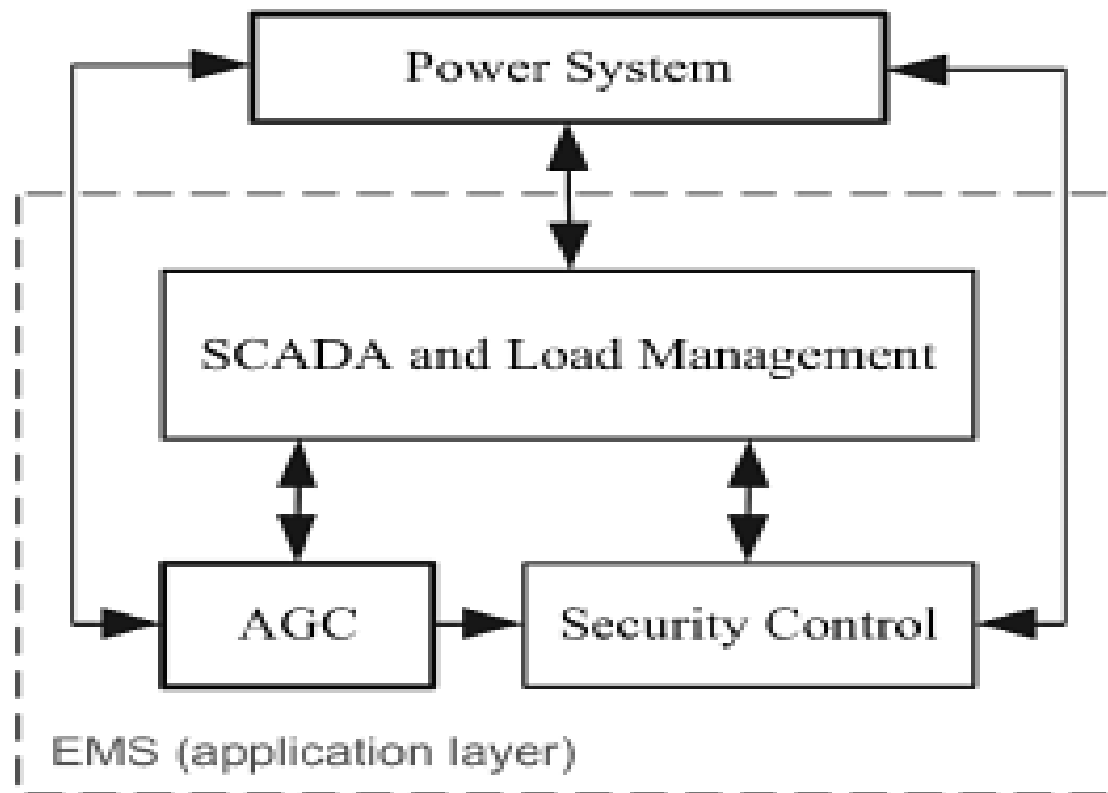 Power System
SCADA and Load Management
AGC
Security Control
EMS (application layer)